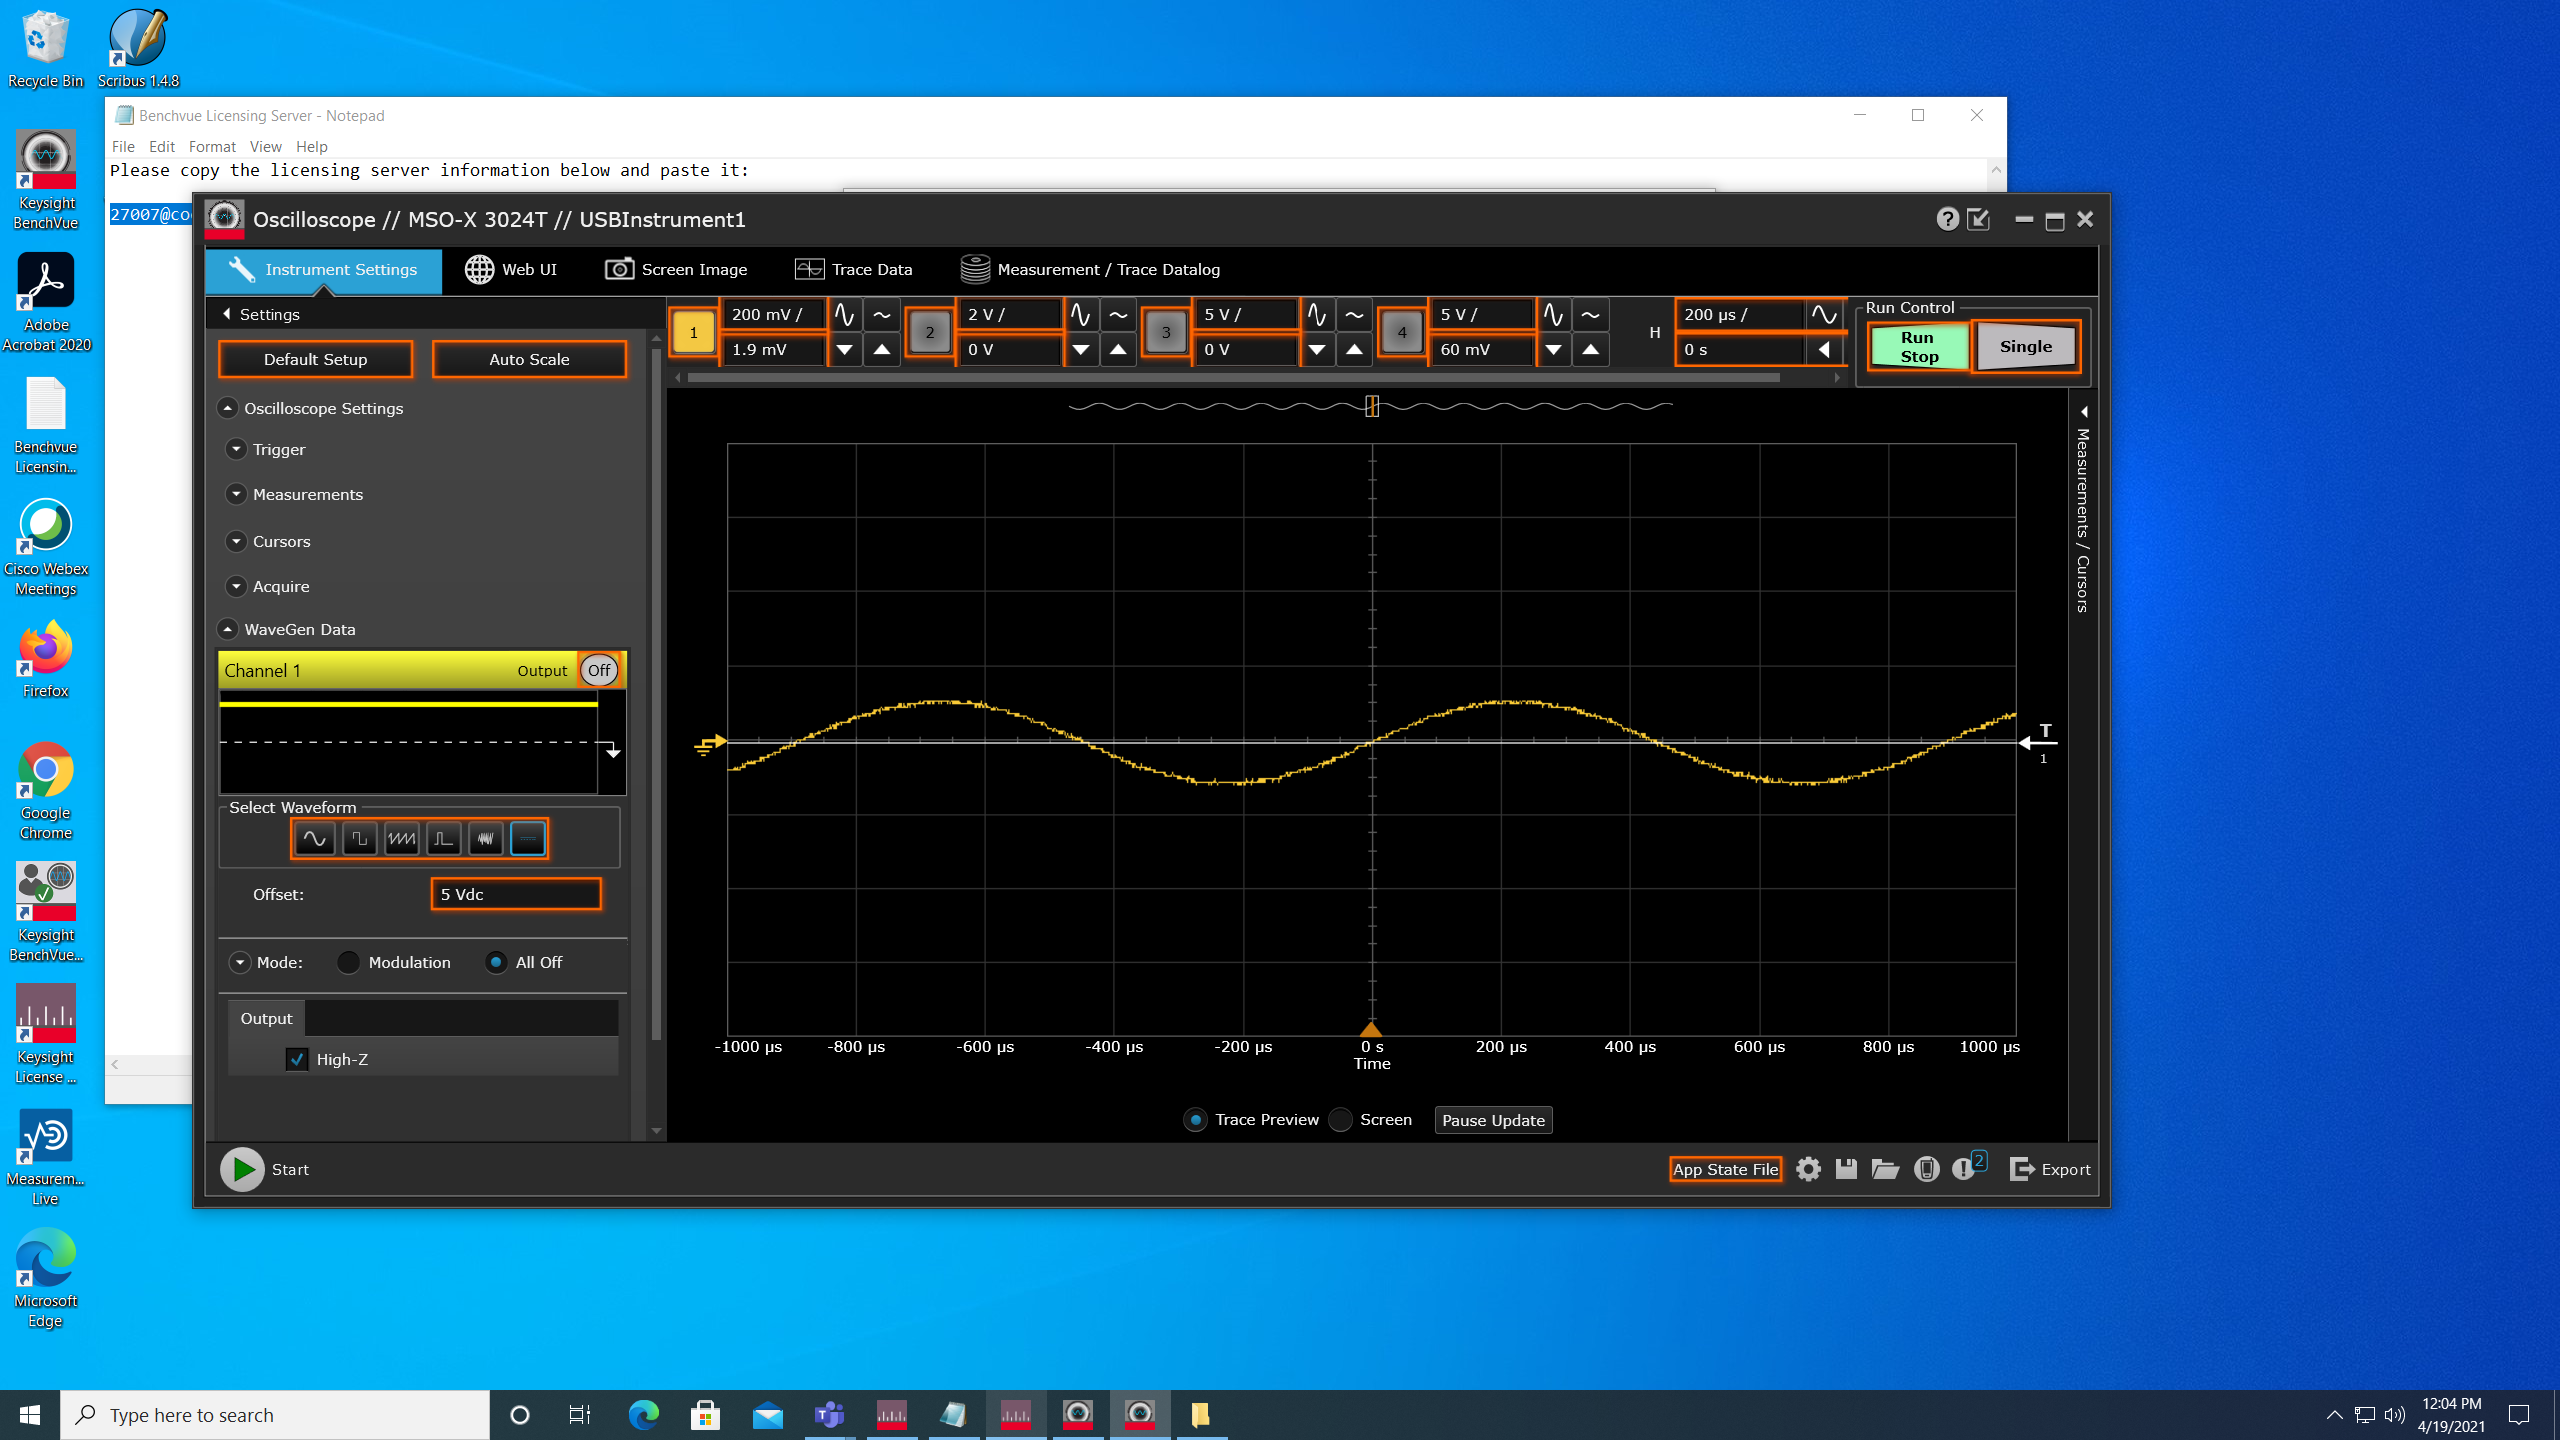 Recycle Bin
Scribus 1.4.8
Keysight
BenchVue
Adobe
Acrobat 2020
Benchvue
Licensin...
Cisco Webex
Meetings
Firefox
Google
Chrome
Keysight
BenchVue...
Keysight
License ...
Measurem...
Live
Microsoft
Edge
Benchvue Licensing Server - Notepad
File Edit Format View Help
Please copy the licensing server information below and paste it:
27007@co
Oscilloscope // MSO-X 3024T // USBInstrument1
?
Instrument Settings Web UI Screen Image Trace Data Measurement / Trace Datalog
Settings
Default Setup Auto Scale
Oscilloscope Settings
Trigger
Measurements
Cursors
Acquire
WaveGen Data
Channel 1 Output Off
Select Waveform
Offset: 5 Vdc
Mode: Modulation All Off
Output
High-Z
1 200 mV / 2 2 V / 3 5 V / 4 5 V / H 200 µs /
1.9 mV 0 V 0 V 60 mV 0 s
Run Control
Run
Stop
Single
Measurements / Cursors
T
1
-1000 µs -800 µs -600 µs -400 µs -200 µs 0 s 200 µs 400 µs 600 µs 800 µs 1000 µs
Time
Trace Preview Screen Pause Update
Start
App State File 2 Export
Type here to search
12:04 PM
4/19/2021